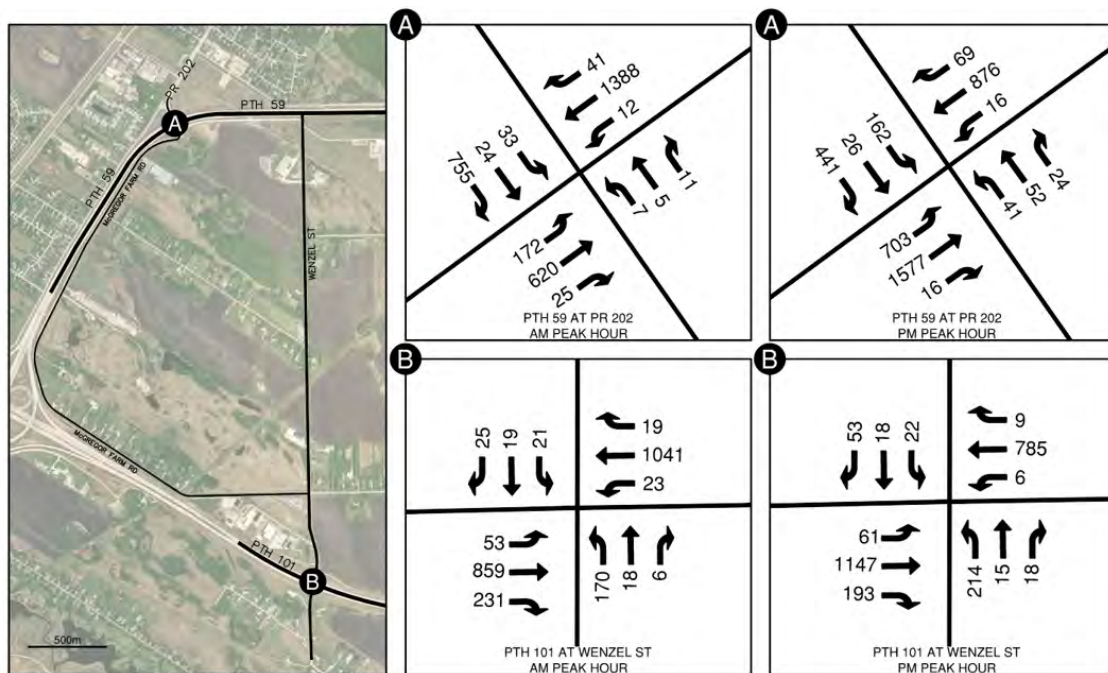 PR 202
PTH 59
A
PTH 59
McGREGOR FARM RD
WENZEL ST
McGREGOR FARM RD
PTH 101
B
500m
A
41
1388
12
33
24
755
11
5
7
172
620
25
PTH 59 AT PR 202
AM PEAK HOUR
A
69
876
16
162
26
441
24
52
41
703
1577
16
PTH 59 AT PR 202
PM PEAK HOUR
B
25 19 21
19
1041
23
53
859
231
170 18 6
PTH 101 AT WENZEL ST
AM PEAK HOUR
B
53 18 22
9
785
6
61
1147
193
214 15 18
PTH 101 AT WENZEL ST
PM PEAK HOUR